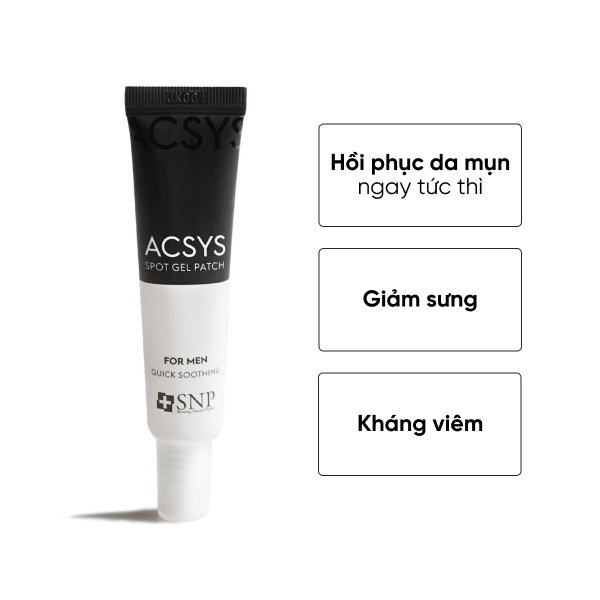 ACSYS
ACSYS
SPOT GEL PATCH
FOR MEN
QUICK SOOTHING
SNP
Hồi phục da mụn
ngay tức thì
Giảm sưng
Kháng viêm